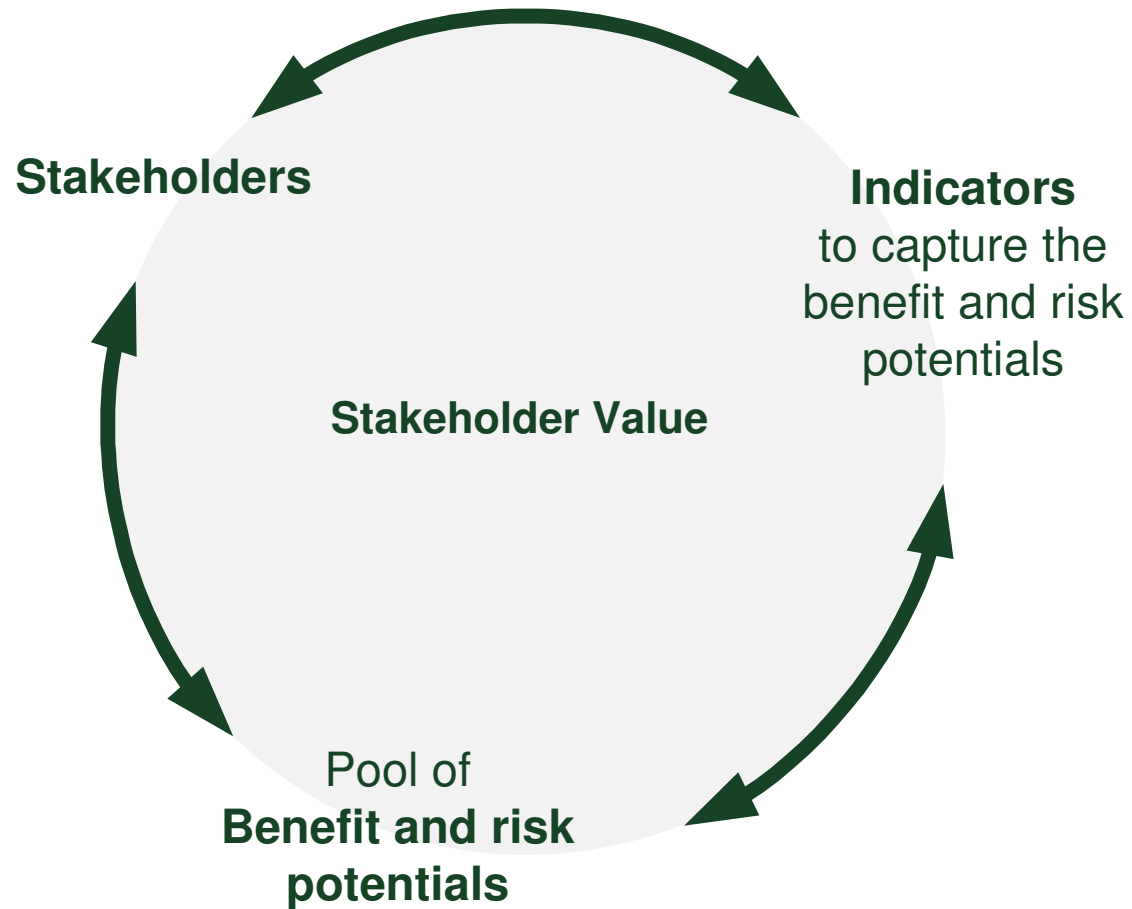 Stakeholders
Indicators
to capture the
benefit and risk
potentials
Stakeholder Value
Pool of
Benefit and risk
potentials